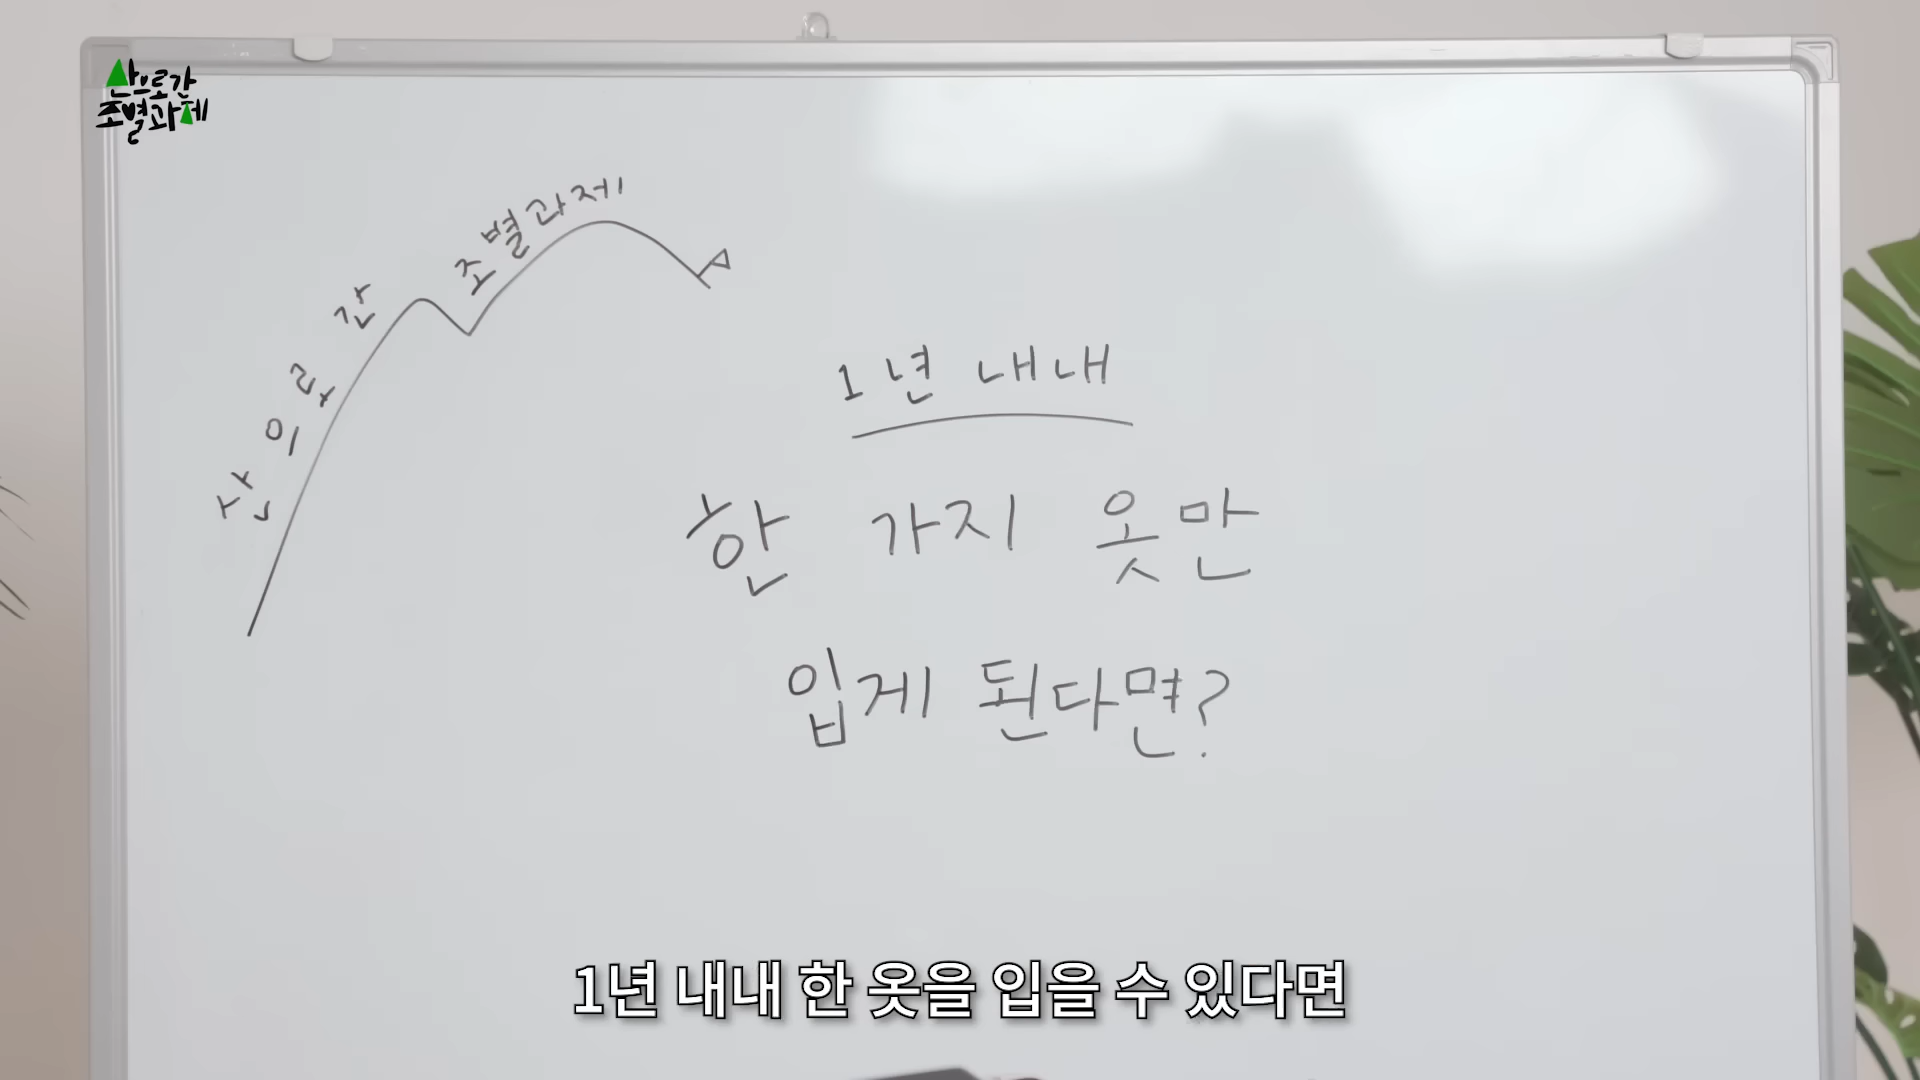 산으로간
조별과제
산이랑 간 조별과제
1년 내내
한 가지 옷만
입게 된다면?
1년 내내 한 옷을 입을 수 있다면